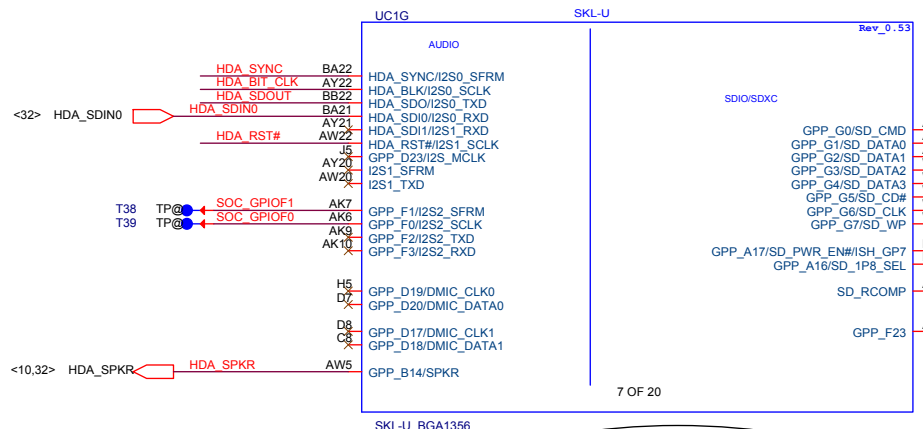 UC1G
SKL-U
Rev_0.53
AUDIO
SDIO/SDXC
HDA_SYNC BA22 HDA_SYNC/I2S0_SFRM
HDA_BIT_CLK AY22 HDA_BLK/I2S0_SCLK
HDA_SDOUT BB22 HDA_SDO/I2S0_TXD
<32> HDA_SDIN0 HDA_SDIN0 BA21 HDA_SDI0/I2S0_RXD
AY21 HDA_SDI1/I2S1_RXD GPP_G0/SD_CMD
HDA_RST# AW22 HDA_RST#/I2S1_SCLK GPP_G1/SD_DATA0
J5 GPP_D23/I2S_MCLK GPP_G2/SD_DATA1
AY20 I2S1_SFRM GPP_G3/SD_DATA2
AW20 I2S1_TXD GPP_G4/SD_DATA3
GPP_G5/SD_CD#
T38 TP@ SOC_GPIOF1 AK7 GPP_F1/I2S2_SFRM GPP_G6/SD_CLK
T39 TP@ SOC_GPIOF0 AK6 GPP_F0/I2S2_SCLK GPP_G7/SD_WP
AK9 GPP_F2/I2S2_TXD
AK10 GPP_F3/I2S2_RXD GPP_A17/SD_PWR_EN#/ISH_GP7
GPP_A16/SD_1P8_SEL
H5 GPP_D19/DMIC_CLK0 SD_RCOMP
D7 GPP_D20/DMIC_DATA0
D8 GPP_D17/DMIC_CLK1 GPP_F23
C8 GPP_D18/DMIC_DATA1
<10,32> HDA_SPKR HDA_SPKR AW5 GPP_B14/SPKR
7 OF 20
SKL-U_BGA1356